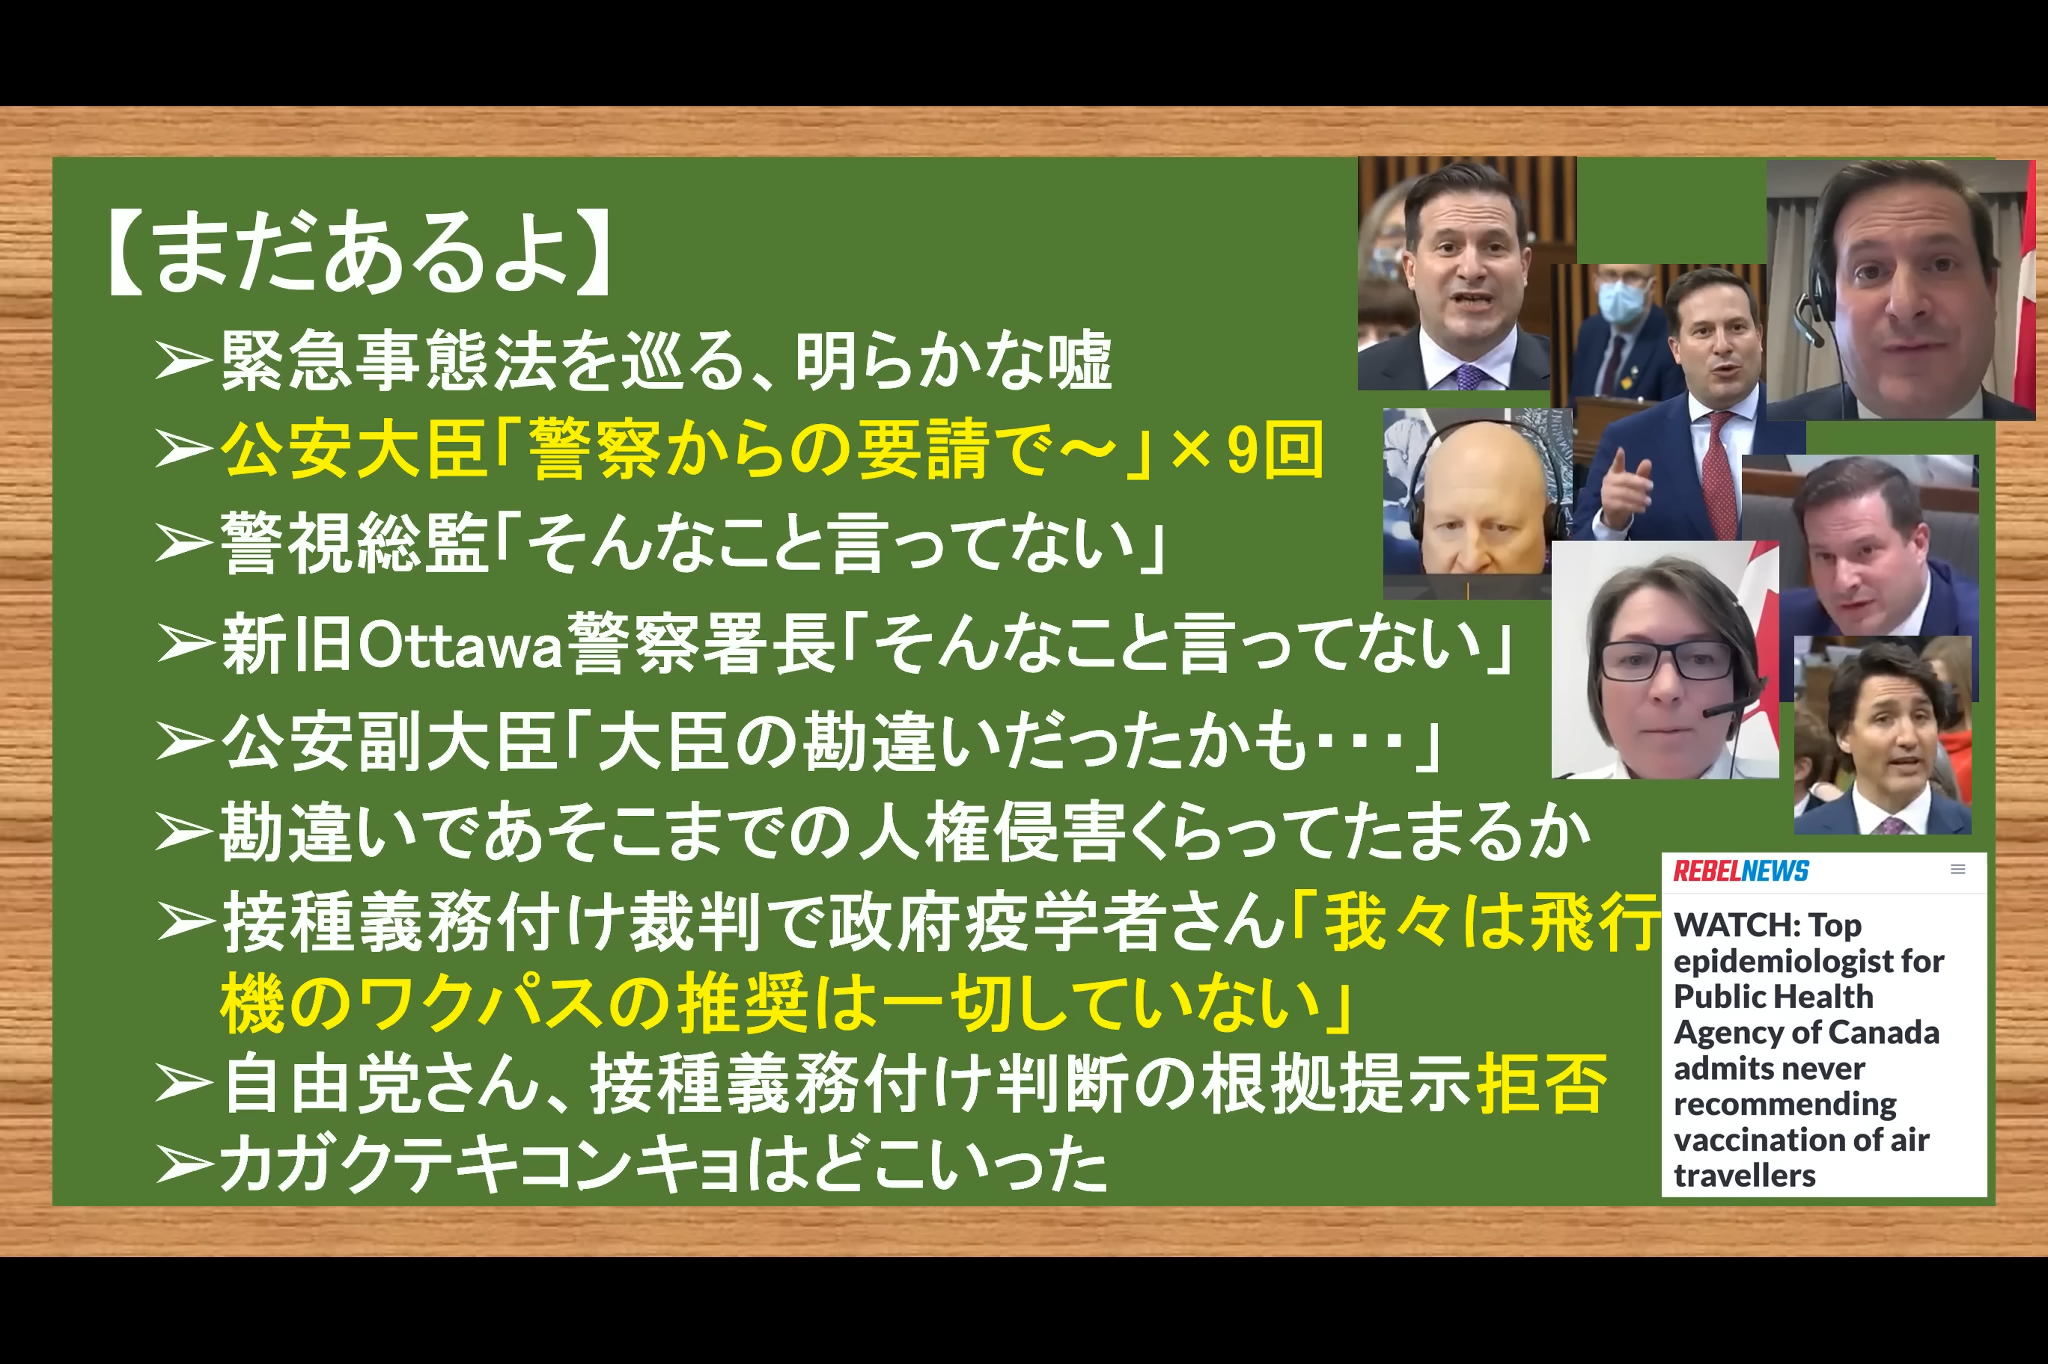 【まだあるよ】
➢緊急事態法を巡る、明らかな嘘
➢公安大臣「警察からの要請で～」×9回
➢警視総監「そんなこと言ってない」
➢新旧Ottawa警察署長「そんなこと言ってない」
➢公安副大臣「大臣の勘違いだったかも・・・」
➢勘違いであそこまでの人権侵害くらってたまるか
➢接種義務付け裁判で政府疫学者さん「我々は飛行
機のワクパスの推奨は一切していない」
➢自由党さん、接種義務付け判断の根拠提示拒否
➢カガクテキコンキョはどこいった
REBELNEWS
WATCH: Top
epidemiologist for
Public Health
Agency of Canada
admits never
recommending
vaccination of air
travellers